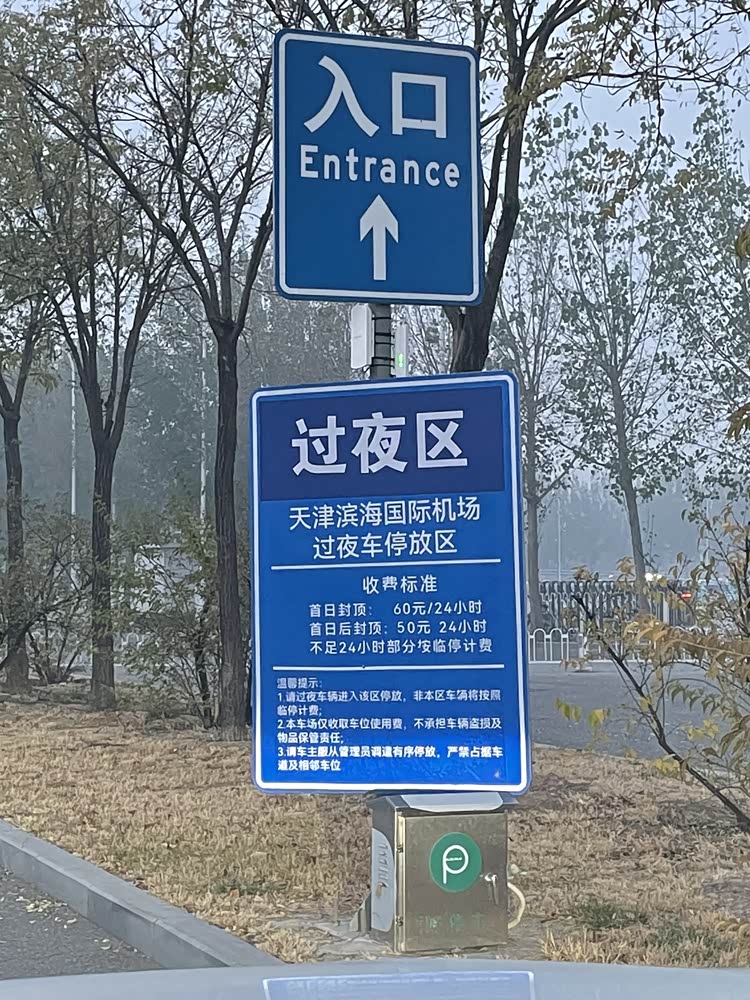 入口
Entrance
过夜区
天津滨海国际机场
过夜车停放区
收费标准
首日封顶： 60元/24小时
首日后封顶：50元 24小时
不足24小时部分按临停计费
温馨提示：
1.请过夜车辆进入该区停放，非本区车辆将按照
临停计费；
2.本车场仅收取车位使用费，不承担车辆盗损及
物品保管责任；
3.请车主服从管理员调遣有序停放，严禁占据车
道及相邻车位
P